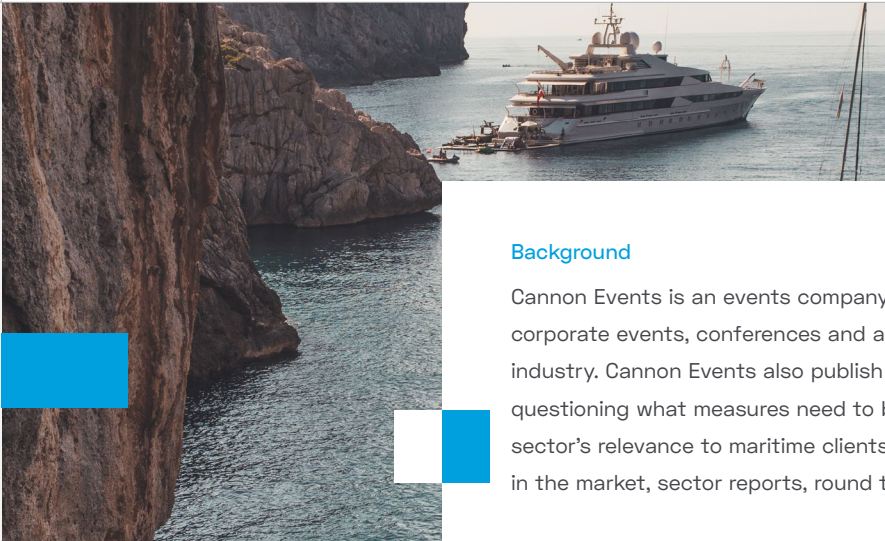 Background
Cannon Events is an events company
corporate events, conferences and a
industry. Cannon Events also publish
questioning what measures need to b
sector’s relevance to maritime clients
in the market, sector reports, round t